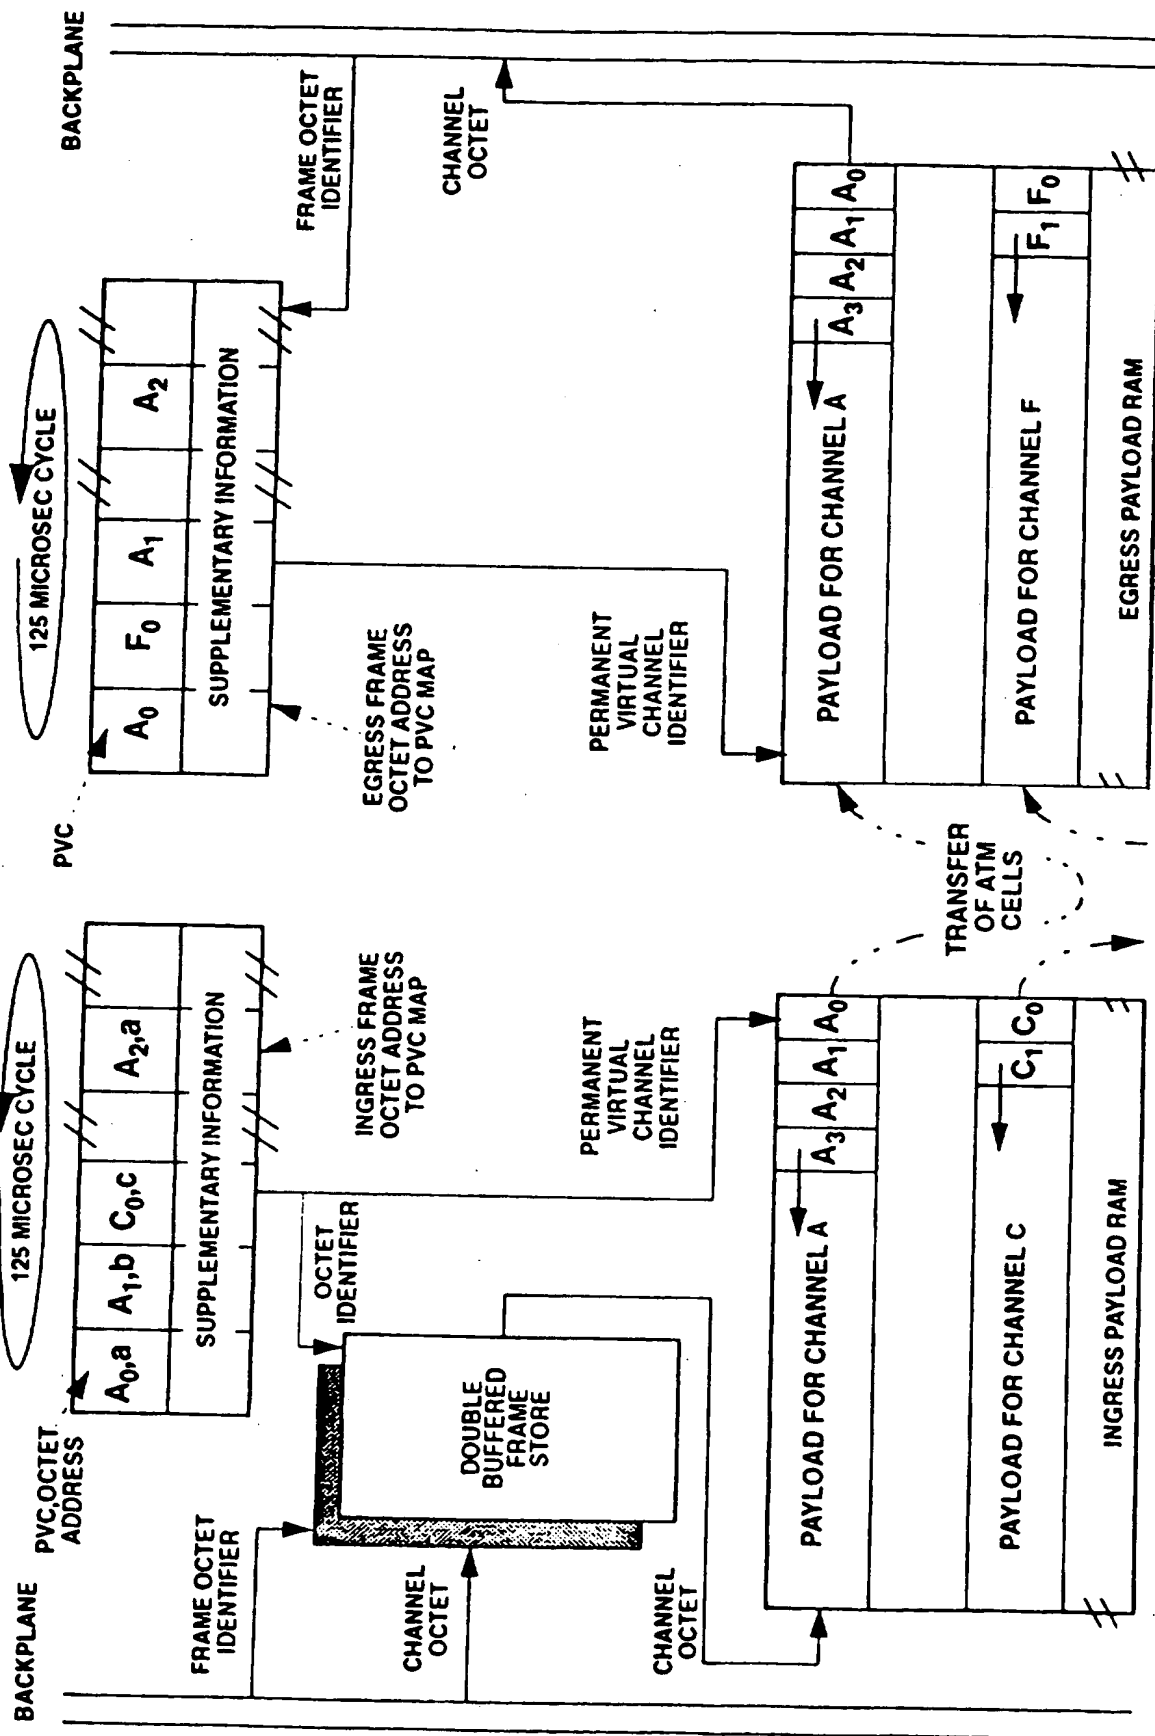 BACKPLANE
PVC,OCTET
ADDRESS
125 MICROSEC CYCLE
A0,a A1,b C0,c A2,a
SUPPLEMENTARY INFORMATION
INGRESS FRAME
OCTET ADDRESS
TO PVC MAP
FRAME OCTET
IDENTIFIER
OCTET
IDENTIFIER
CHANNEL
OCTET
DOUBLE
BUFFERED
FRAME
STORE
CHANNEL
OCTET
PERMANENT
VIRTUAL
CHANNEL
IDENTIFIER
PAYLOAD FOR CHANNEL A A3 A2 A1 A0
PAYLOAD FOR CHANNEL C C1 C0
INGRESS PAYLOAD RAM
TRANSFER
OF ATM
CELLS
PVC
125 MICROSEC CYCLE
A0 F0 A1 A2
SUPPLEMENTARY INFORMATION
EGRESS FRAME
OCTET ADDRESS
TO PVC MAP
BACKPLANE
FRAME OCTET
IDENTIFIER
CHANNEL
OCTET
PERMANENT
VIRTUAL
CHANNEL
IDENTIFIER
PAYLOAD FOR CHANNEL A A3 A2 A1 A0
PAYLOAD FOR CHANNEL F F1 F0
EGRESS PAYLOAD RAM